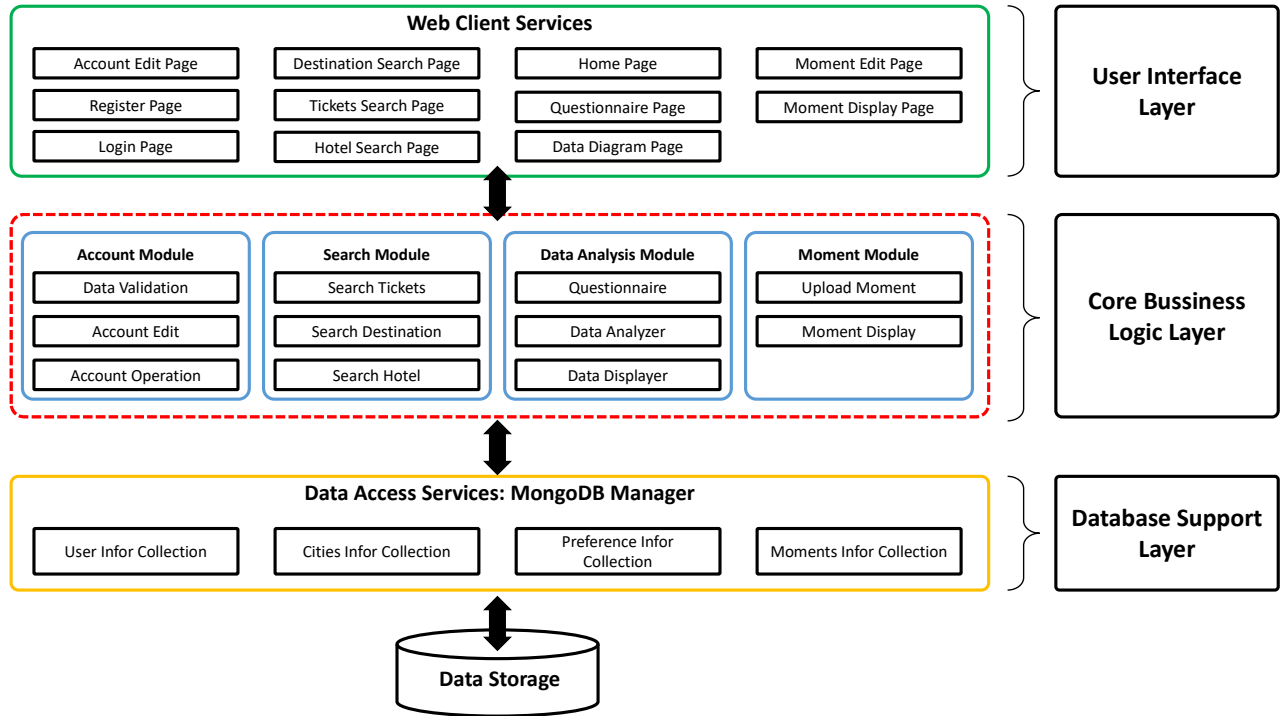 Web Client Services
Account Edit Page
Destination Search Page
Home Page
Moment Edit Page
Register Page
Tickets Search Page
Questionnaire Page
Moment Display Page
Login Page
Hotel Search Page
Data Diagram Page
User Interface
Layer
Account Module
Search Module
Data Analysis Module
Moment Module
Data Validation
Search Tickets
Questionnaire
Upload Moment
Account Edit
Search Destination
Data Analyzer
Moment Display
Account Operation
Search Hotel
Data Displayer
Core Bussiness
Logic Layer
Data Access Services: MongoDB Manager
User Infor Collection
Cities Infor Collection
Preference Infor
Collection
Moments Infor Collection
Database Support
Layer
Data Storage